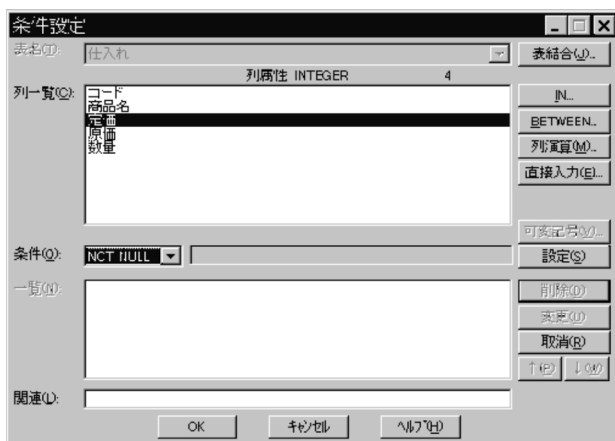 条件設定
表名(T): 仕入れ 表結合(J)..
列属性 INTEGER 4
列一覧(C):
コード
商品名
定価
原価
数量
IN...
BETWEEN..
列演算(M)..
直接入力(E)..
可変記号(V)...
条件(O): NOT NULL 設定(S)
一覧(N): 削除(D)
変更(U)
取消(R)
↑(P) ↓(W)
関連(L):
OK キャンセル ヘルプ(H)